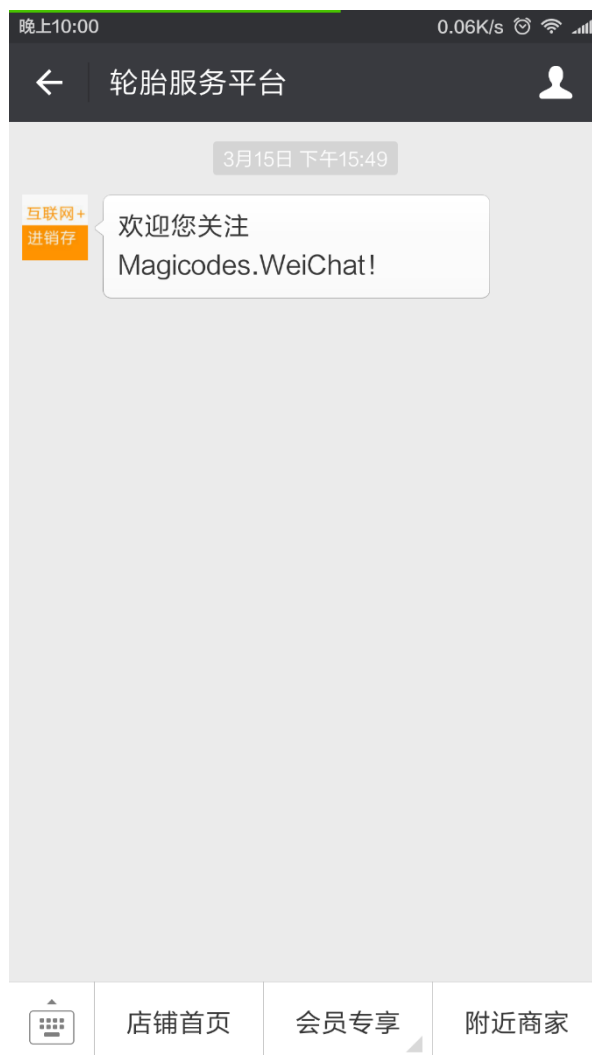 晚上10:00
0.06K/s
轮胎服务平台
3月15日 下午15:49
互联网+
进销存
欢迎您关注
Magicodes.WeiChat!
店铺首页
会员专享
附近商家